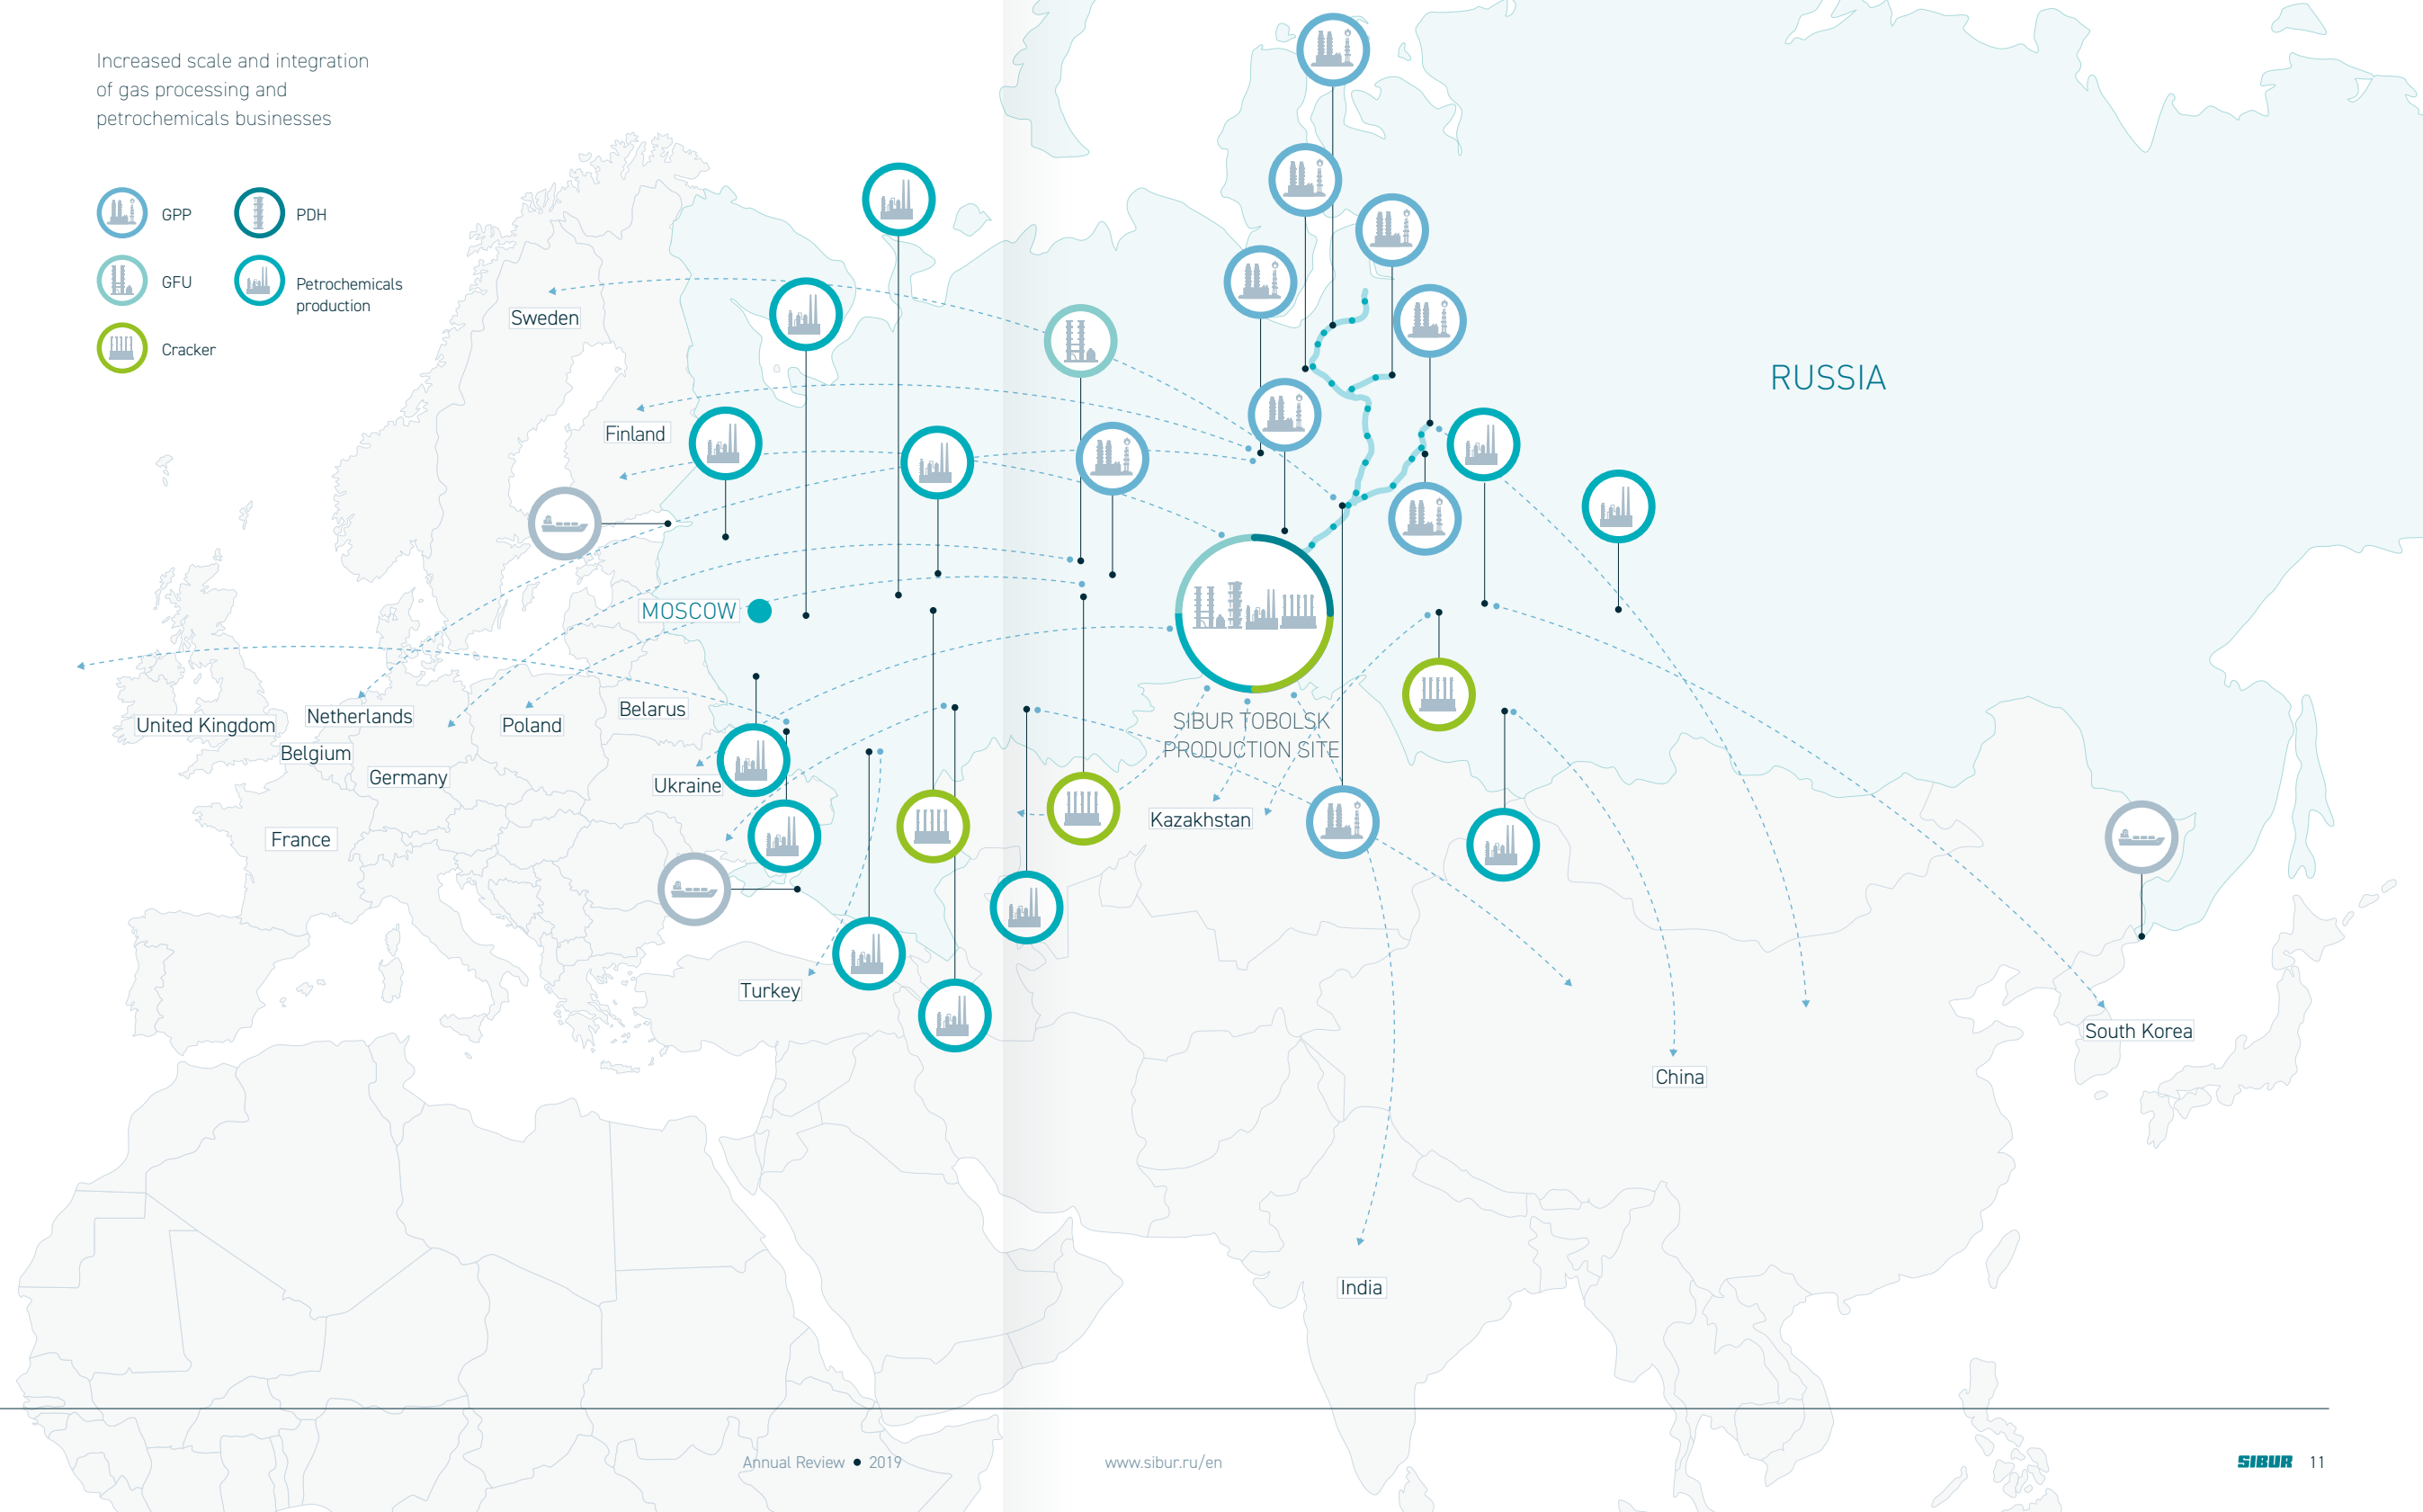 Increased scale and integration
of gas processing and
petrochemicals businesses
GPP
PDH
GFU
Petrochemicals
production
Cracker
Sweden
Finland
RUSSIA
MOSCOW
United Kingdom
Netherlands
Belgium
Germany
Poland
Belarus
Ukraine
France
SIBUR TOBOLSK
PRODUCTION SITE
Kazakhstan
Turkey
South Korea
China
India
Annual Review • 2019
www.sibur.ru/en
SIBUR 11